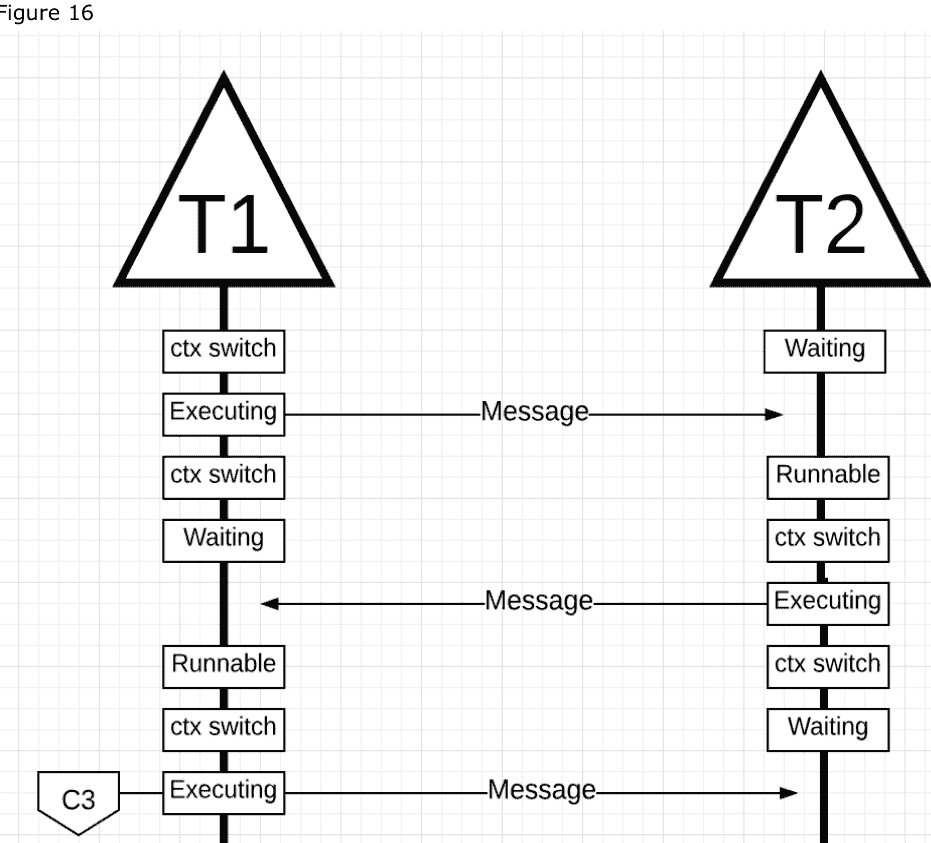 Figure 16
T1
T2
ctx switch
Waiting
Executing
Message
ctx switch
Runnable
Waiting
ctx switch
Message
Executing
Runnable
ctx switch
ctx switch
Waiting
C3
Executing
Message